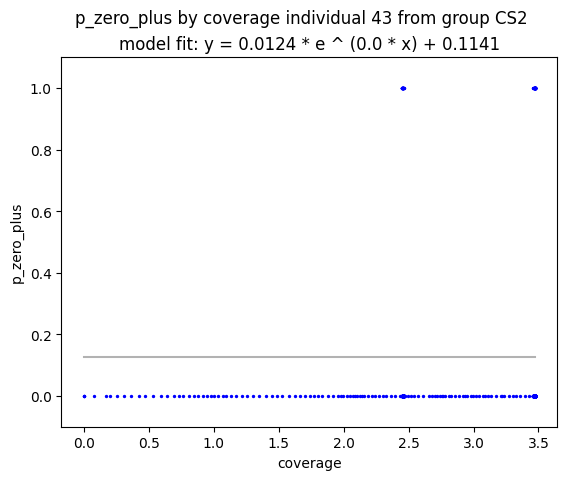 p_zero_plus by coverage individual 43 from group CS2
model fit: y = 0.0124 * e ^ (0.0 * x) + 0.1141
1.0
0.8
0.6
p_zero_plus
0.4
0.2
0.0
0.0 0.5 1.0 1.5 2.0 2.5 3.0 3.5
coverage